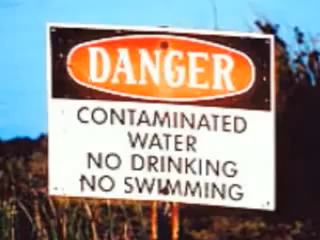 DANGER
CONTAMINATED
WATER
NO DRINKING
NO SWIMMING